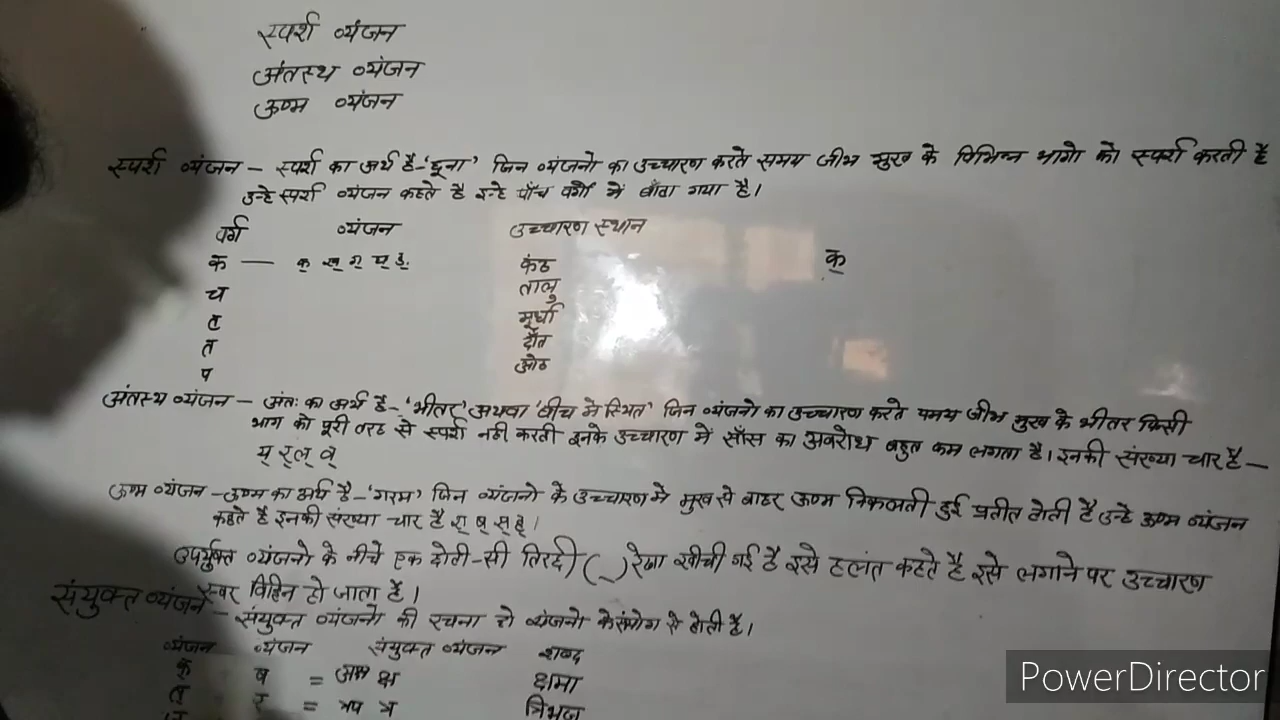 स्पर्श व्यंजन
अंतस्थ व्यंजन
ऊष्म व्यंजन
स्पर्श व्यंजन – स्पर्श का अर्थ है – 'छूना' जिन व्यंजनो का उच्चारण करते समय जीभ मुख के विभिन्न भागो को स्पर्श करती है
उन्हे स्पर्श व्यंजन कहते है इन्हे पाँच वर्गो में बाँटा गया है।
वर्ग व्यंजन उच्चारण स्थान
क — क् ख् ग् घ् ङ् कंठ क्
च तालु
ट मूर्धा
त दाँत
प ओठ
अंतस्थ व्यंजन – अंतः का अर्थ है – 'भीतर' अथवा 'बीच मे स्थित' जिन व्यंजनो का उच्चारण करते समय जीभ मुख के भीतर किसी
भाग को पूरी तरह से स्पर्श नही करती इनके उच्चारण में साँस का अवरोध बहुत कम लगता है। इनकी संख्या चार है –
य् र् ल् व्
ऊष्म व्यंजन – ऊष्म का अर्थ है – 'गरम' जिन व्यंजनो के उच्चारण मे मुख से बाहर ऊष्म निकलती हुई प्रतीत होती है उन्हे ऊष्म व्यंजन
कहते है इनकी संख्या चार है श् ष् स् ह्।
उपर्युक्त व्यंजनो के नीचे एक छोटी-सी तिरछी (\) रेखा खीची गई है इसे हलंत कहते है इसे लगाने पर उच्चारण
स्वर विहिन हो जाता है।
संयुक्त व्यंजन – संयुक्त व्यंजनो की रचना दो व्यंजनो के संयोग से होती है।
व्यंजन व्यंजन संयुक्त व्यंजन शब्द
क् ष = क्ष क्षमा
त् र = त्र त्रिभुज
PowerDirector